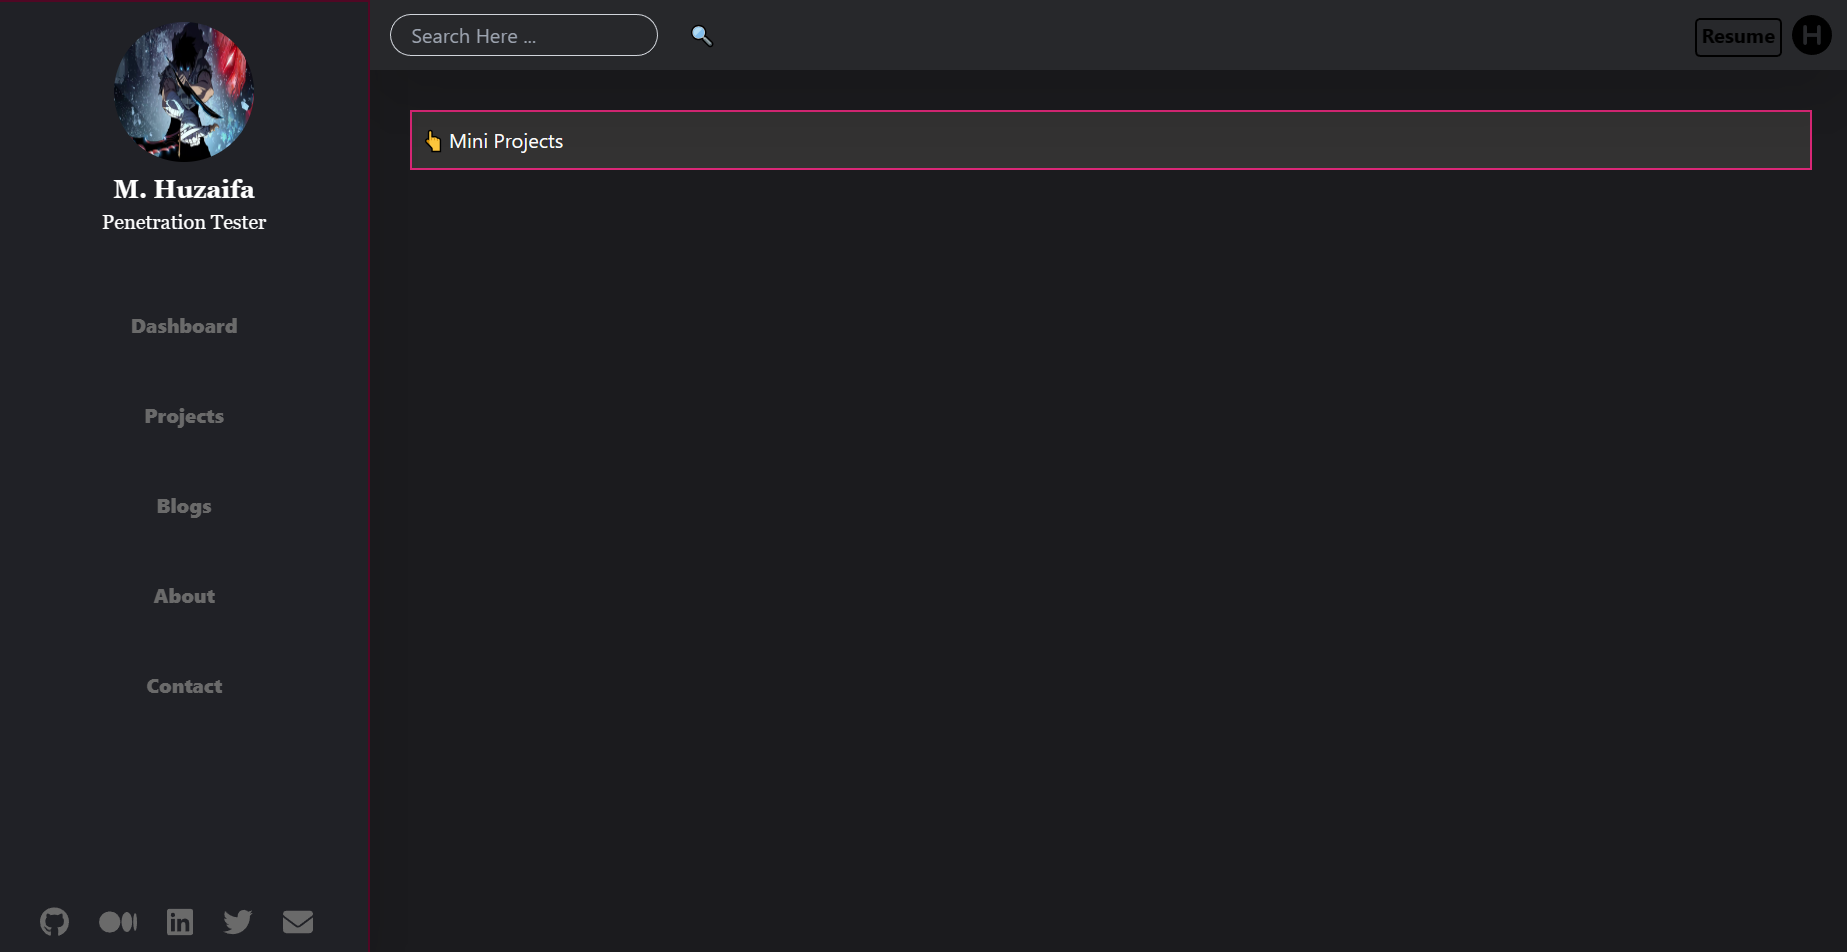 M. Huzaifa
Penetration Tester
Dashboard
Projects
Blogs
About
Contact
Search Here ...
Resume
H
👆 Mini Projects